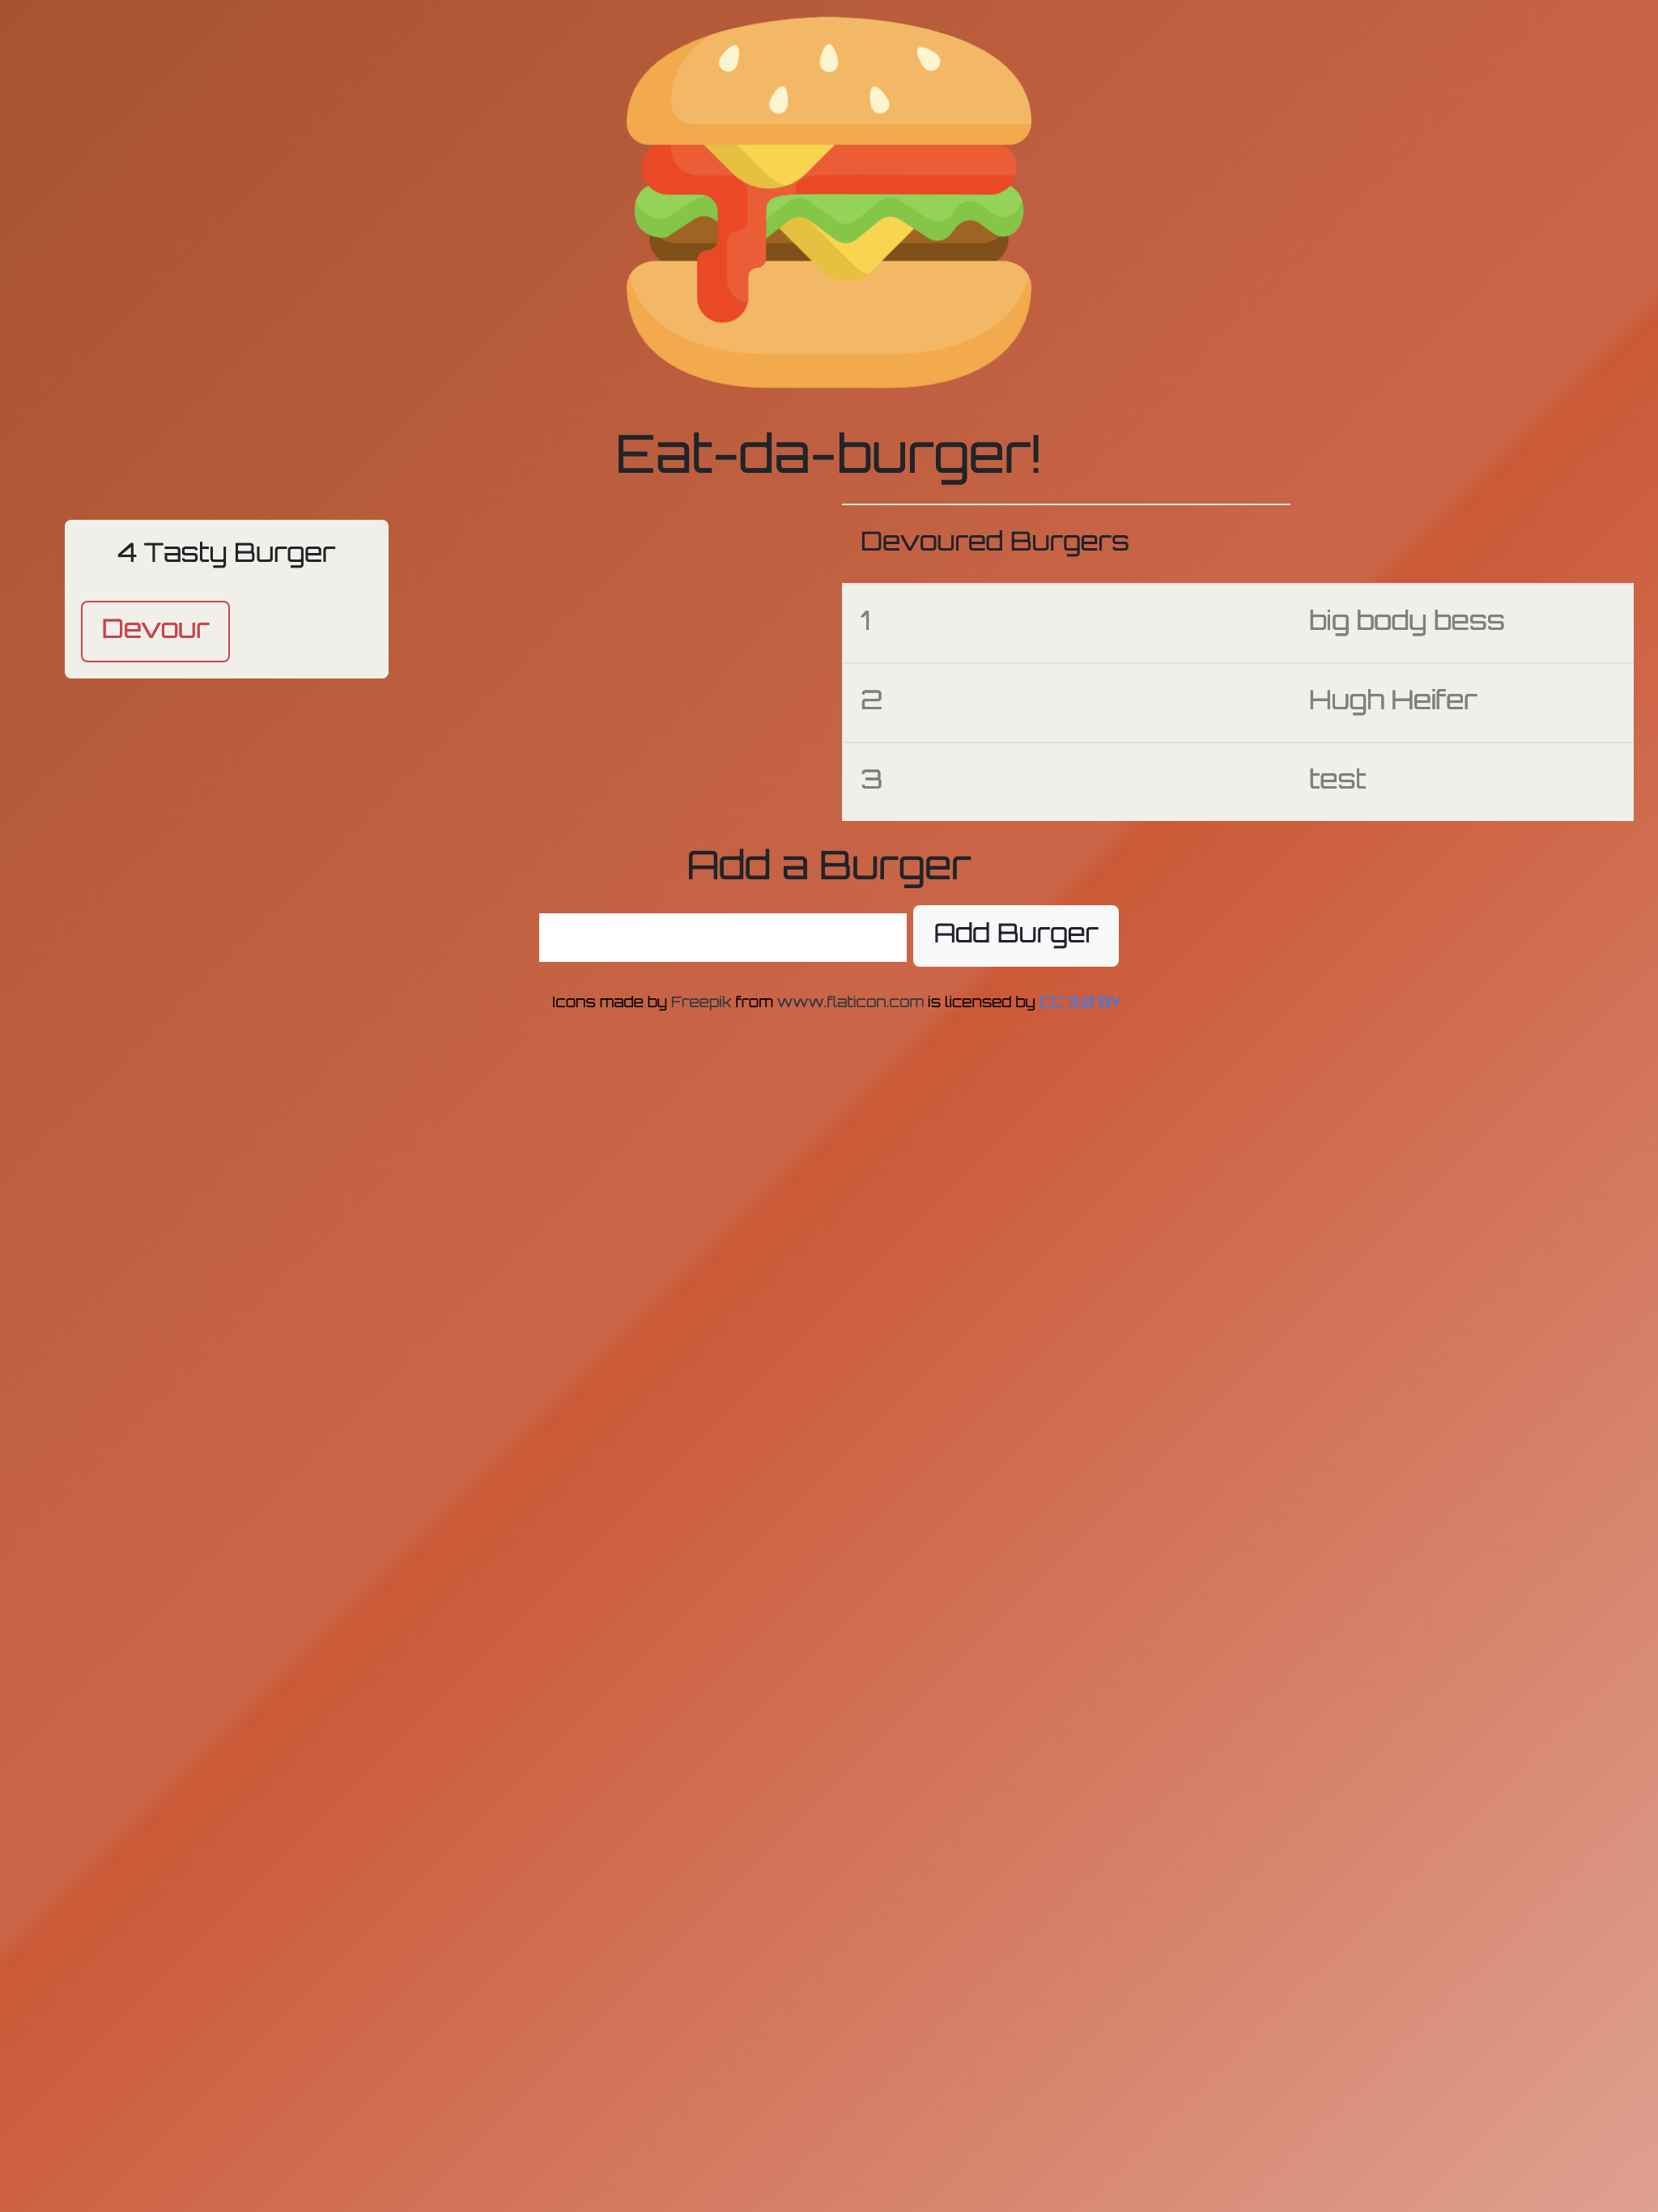 Eat-da-burger!
4 Tasty Burger
Devour
Devoured Burgers
1 big body bess
2 Hugh Heifer
3 test
Add a Burger
Add Burger
Icons made by Freepik from www.flaticon.com is licensed by CC 3.0 BY